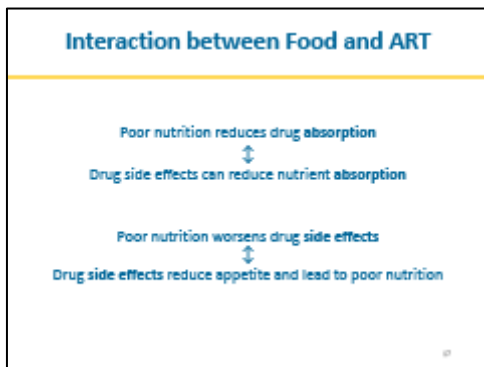 Interaction between Food and ART
Poor nutrition reduces drug absorption
↕
Drug side effects can reduce nutrient absorption
Poor nutrition worsens drug side effects
↕
Drug side effects reduce appetite and lead to poor nutrition